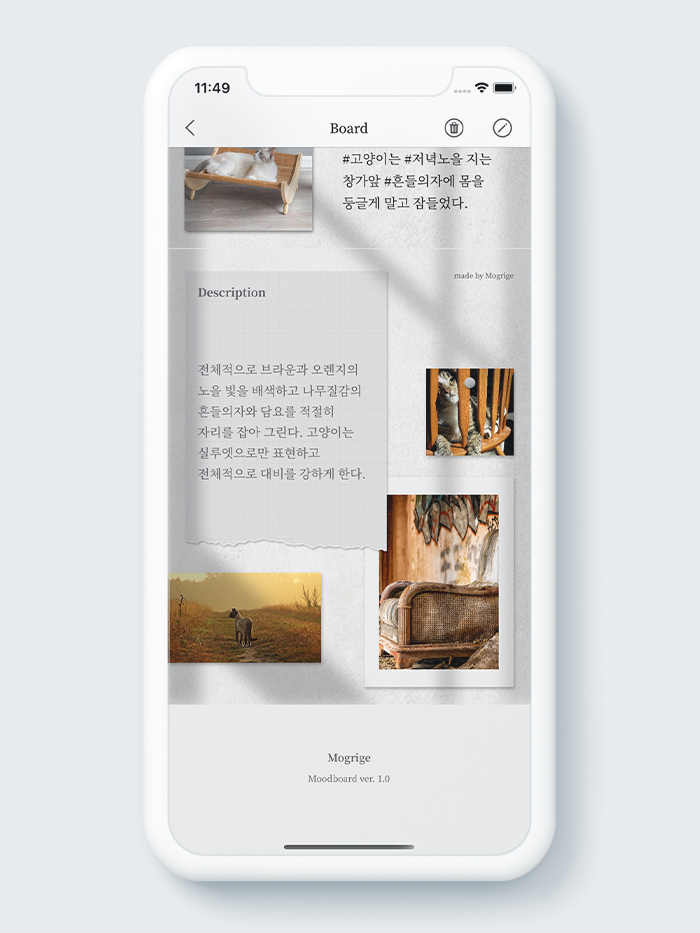 11:49
Board
#고양이는 #저녁노을 지는
창가앞 #흔들의자에 몸을
둥글게 말고 잠들었다.
made by Mogrige
Description
전체적으로 브라운과 오렌지의
노을 빛을 배색하고 나무질감의
흔들의자와 담요를 적절히
자리를 잡아 그린다. 고양이는
실루엣으로만 표현하고
전체적으로 대비를 강하게 한다.
Mogrige
Moodboard ver. 1.0